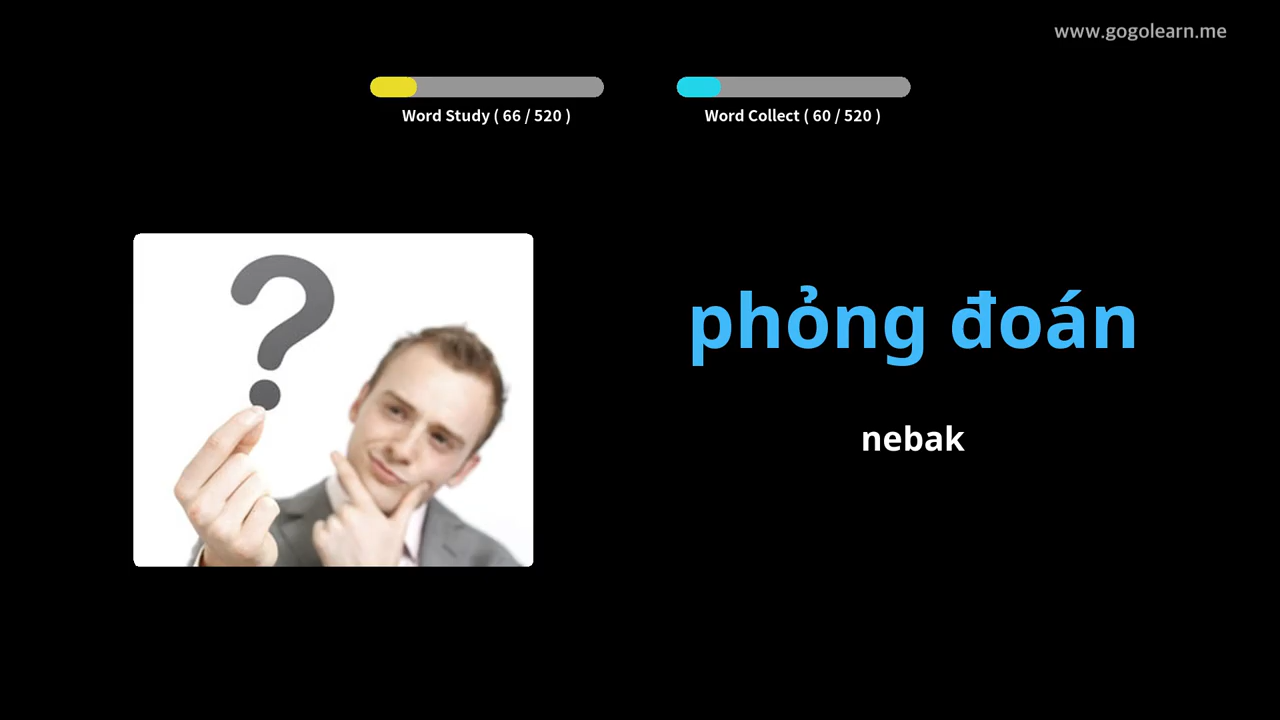 www.gogolearn.me
Word Study ( 66 / 520 )
Word Collect ( 60 / 520 )
phỏng đoán
nebak